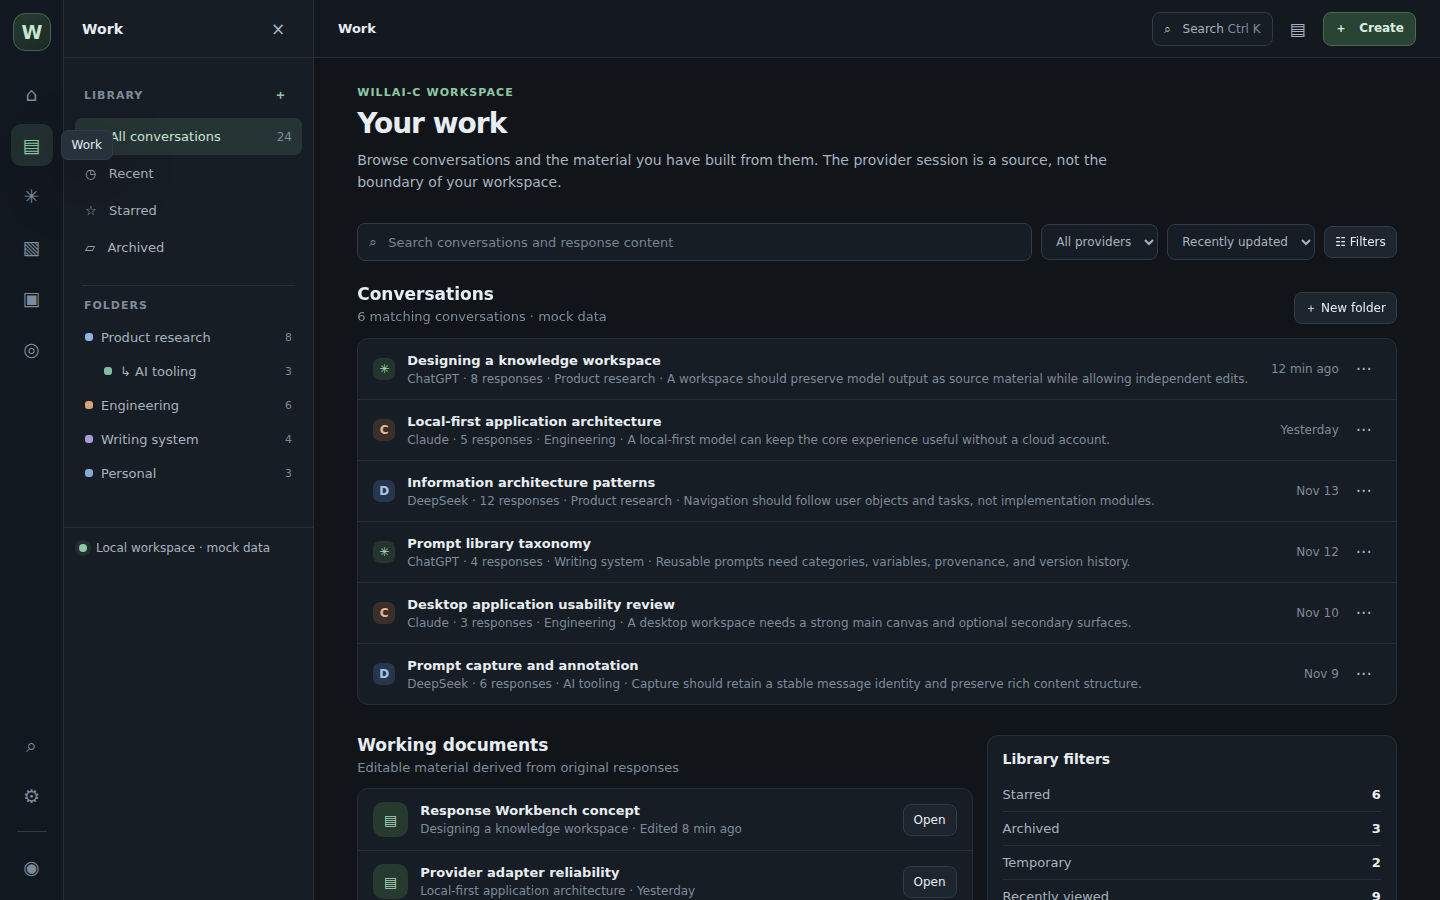 W
Work
×
Work
Search Ctrl K
+ Create
LIBRARY +
All conversations 24
Work
Recent
Starred
Archived
FOLDERS
Product research 8
↳ AI tooling 3
Engineering 6
Writing system 4
Personal 3
Local workspace · mock data
WILLAI-C WORKSPACE
Your work
Browse conversations and the material you have built from them. The provider session is a source, not the
boundary of your workspace.
Search conversations and response content
All providers
Recently updated
Filters
Conversations
6 matching conversations · mock data
+ New folder
Designing a knowledge workspace
ChatGPT · 8 responses · Product research · A workspace should preserve model output as source material while allowing independent edits.
12 min ago ···
C
Local-first application architecture
Claude · 5 responses · Engineering · A local-first model can keep the core experience useful without a cloud account.
Yesterday ···
D
Information architecture patterns
DeepSeek · 12 responses · Product research · Navigation should follow user objects and tasks, not implementation modules.
Nov 13 ···
Prompt library taxonomy
ChatGPT · 4 responses · Writing system · Reusable prompts need categories, variables, provenance, and version history.
Nov 12 ···
C
Desktop application usability review
Claude · 3 responses · Engineering · A desktop workspace needs a strong main canvas and optional secondary surfaces.
Nov 10 ···
D
Prompt capture and annotation
DeepSeek · 6 responses · AI tooling · Capture should retain a stable message identity and preserve rich content structure.
Nov 9 ···
Working documents
Editable material derived from original responses
Response Workbench concept
Designing a knowledge workspace · Edited 8 min ago
Open
Provider adapter reliability
Local-first application architecture · Yesterday
Open
Library filters
Starred 6
Archived 3
Temporary 2
Recently viewed 9